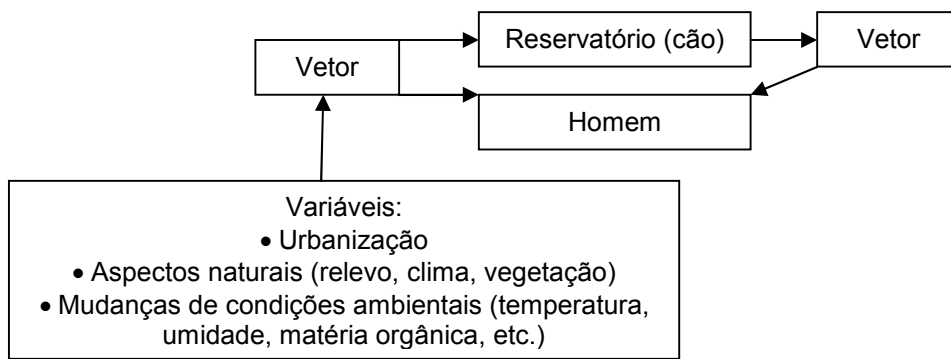 Reservatório (cão)
Vetor
Vetor
Homem
Variáveis:
• Urbanização
• Aspectos naturais (relevo, clima, vegetação)
• Mudanças de condições ambientais (temperatura,
umidade, matéria orgânica, etc.)